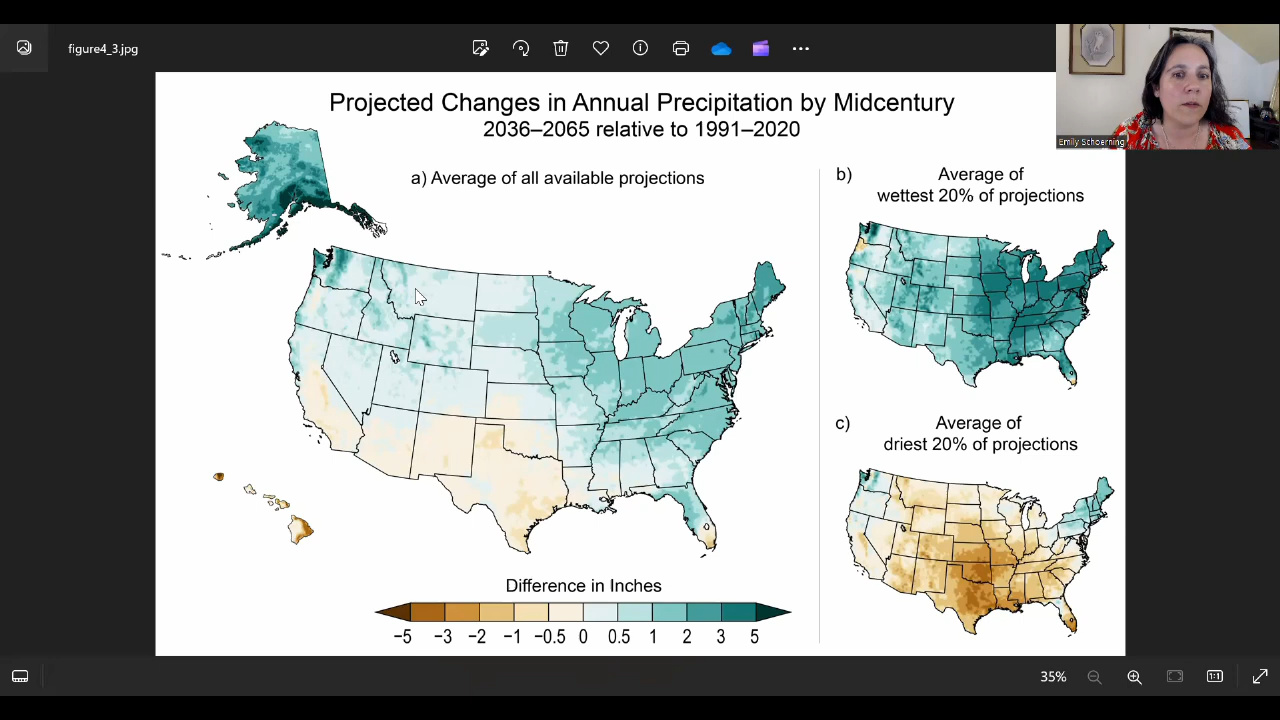 figure4_3.jpg
Emily Schoerning
Projected Changes in Annual Precipitation by Midcentury
2036–2065 relative to 1991–2020
a) Average of all available projections
b) Average of
wettest 20% of projections
c) Average of
driest 20% of projections
Difference in Inches
−5 −3 −2 −1 −0.5 0 0.5 1 2 3 5
35%
1:1